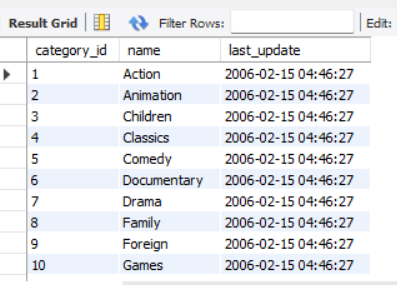 Result Grid Filter Rows: Edit:
category_id name last_update
1 Action 2006-02-15 04:46:27
2 Animation 2006-02-15 04:46:27
3 Children 2006-02-15 04:46:27
4 Classics 2006-02-15 04:46:27
5 Comedy 2006-02-15 04:46:27
6 Documentary 2006-02-15 04:46:27
7 Drama 2006-02-15 04:46:27
8 Family 2006-02-15 04:46:27
9 Foreign 2006-02-15 04:46:27
10 Games 2006-02-15 04:46:27